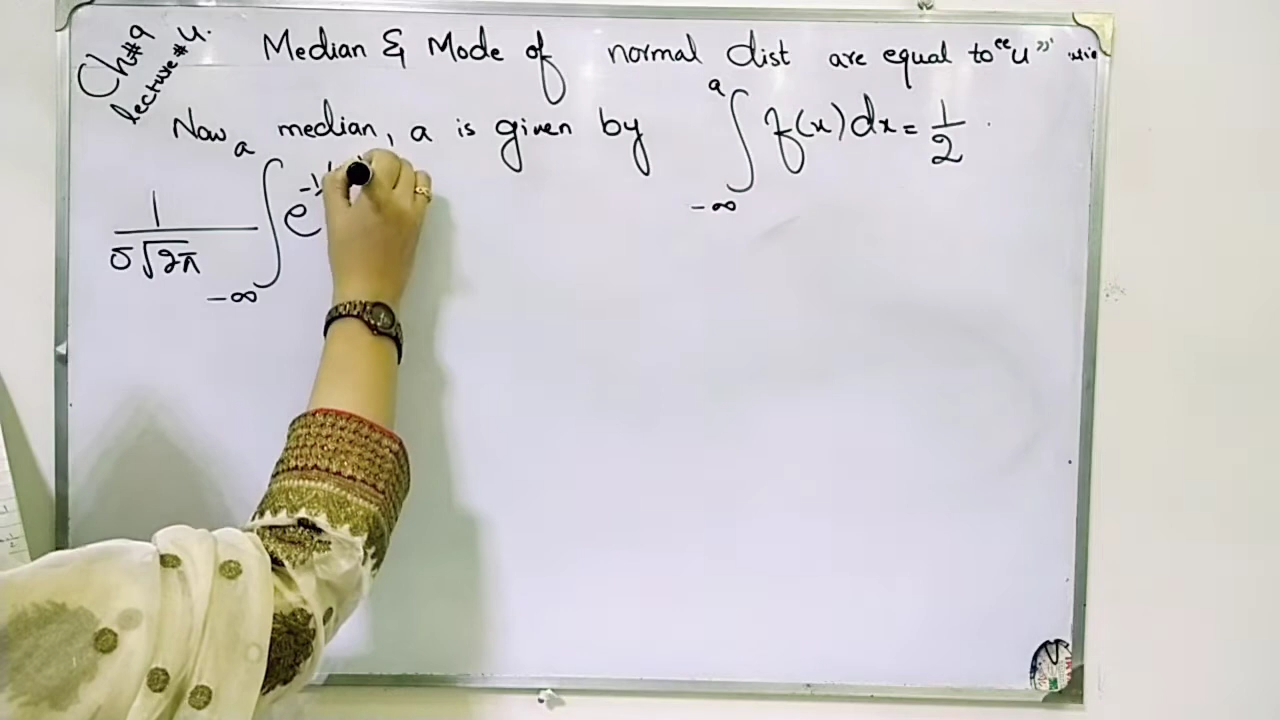 Ch#9
lecture #4.
Median & Mode of normal dist are equal to "u"
Now median, a is given by ∫_{-∞}^{a} f(x)dx = 1/2
1/σ√2π ∫_{-∞}^{a} e^{-1/